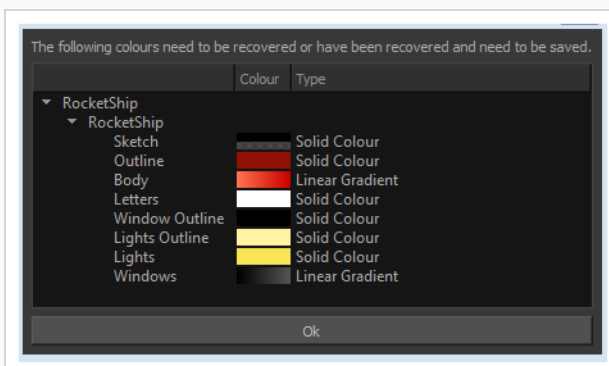 The following colours need to be recovered or have been recovered and need to be saved.
Colour Type
RocketShip
RocketShip
Sketch Solid Colour
Outline Solid Colour
Body Linear Gradient
Letters Solid Colour
Window Outline Solid Colour
Lights Outline Solid Colour
Lights Solid Colour
Windows Linear Gradient
Ok